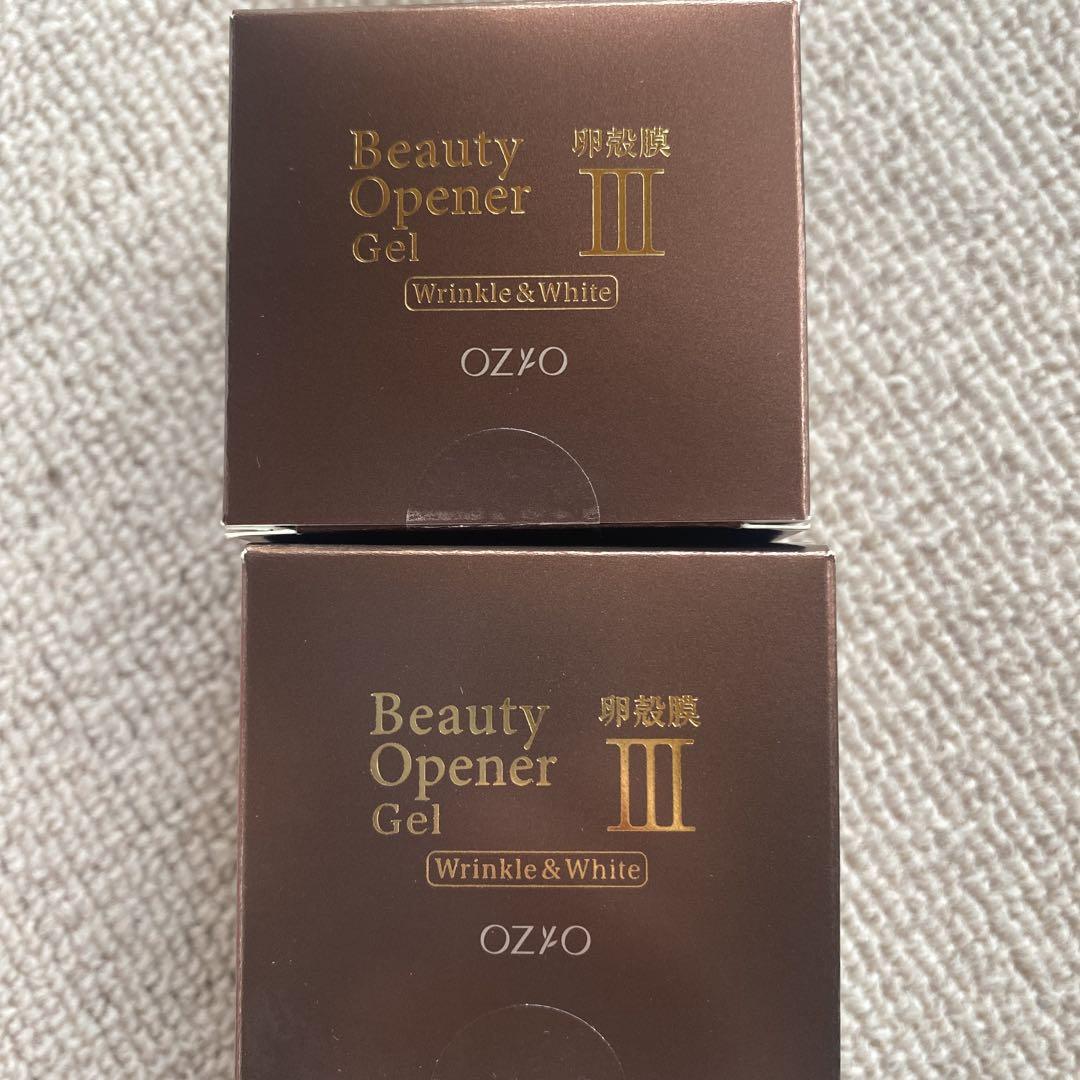 Beauty
Opener
Gel
卵殻膜
III
Wrinkle & White
OZIO
Beauty
Opener
Gel
卵殻膜
III
Wrinkle & White
OZIO